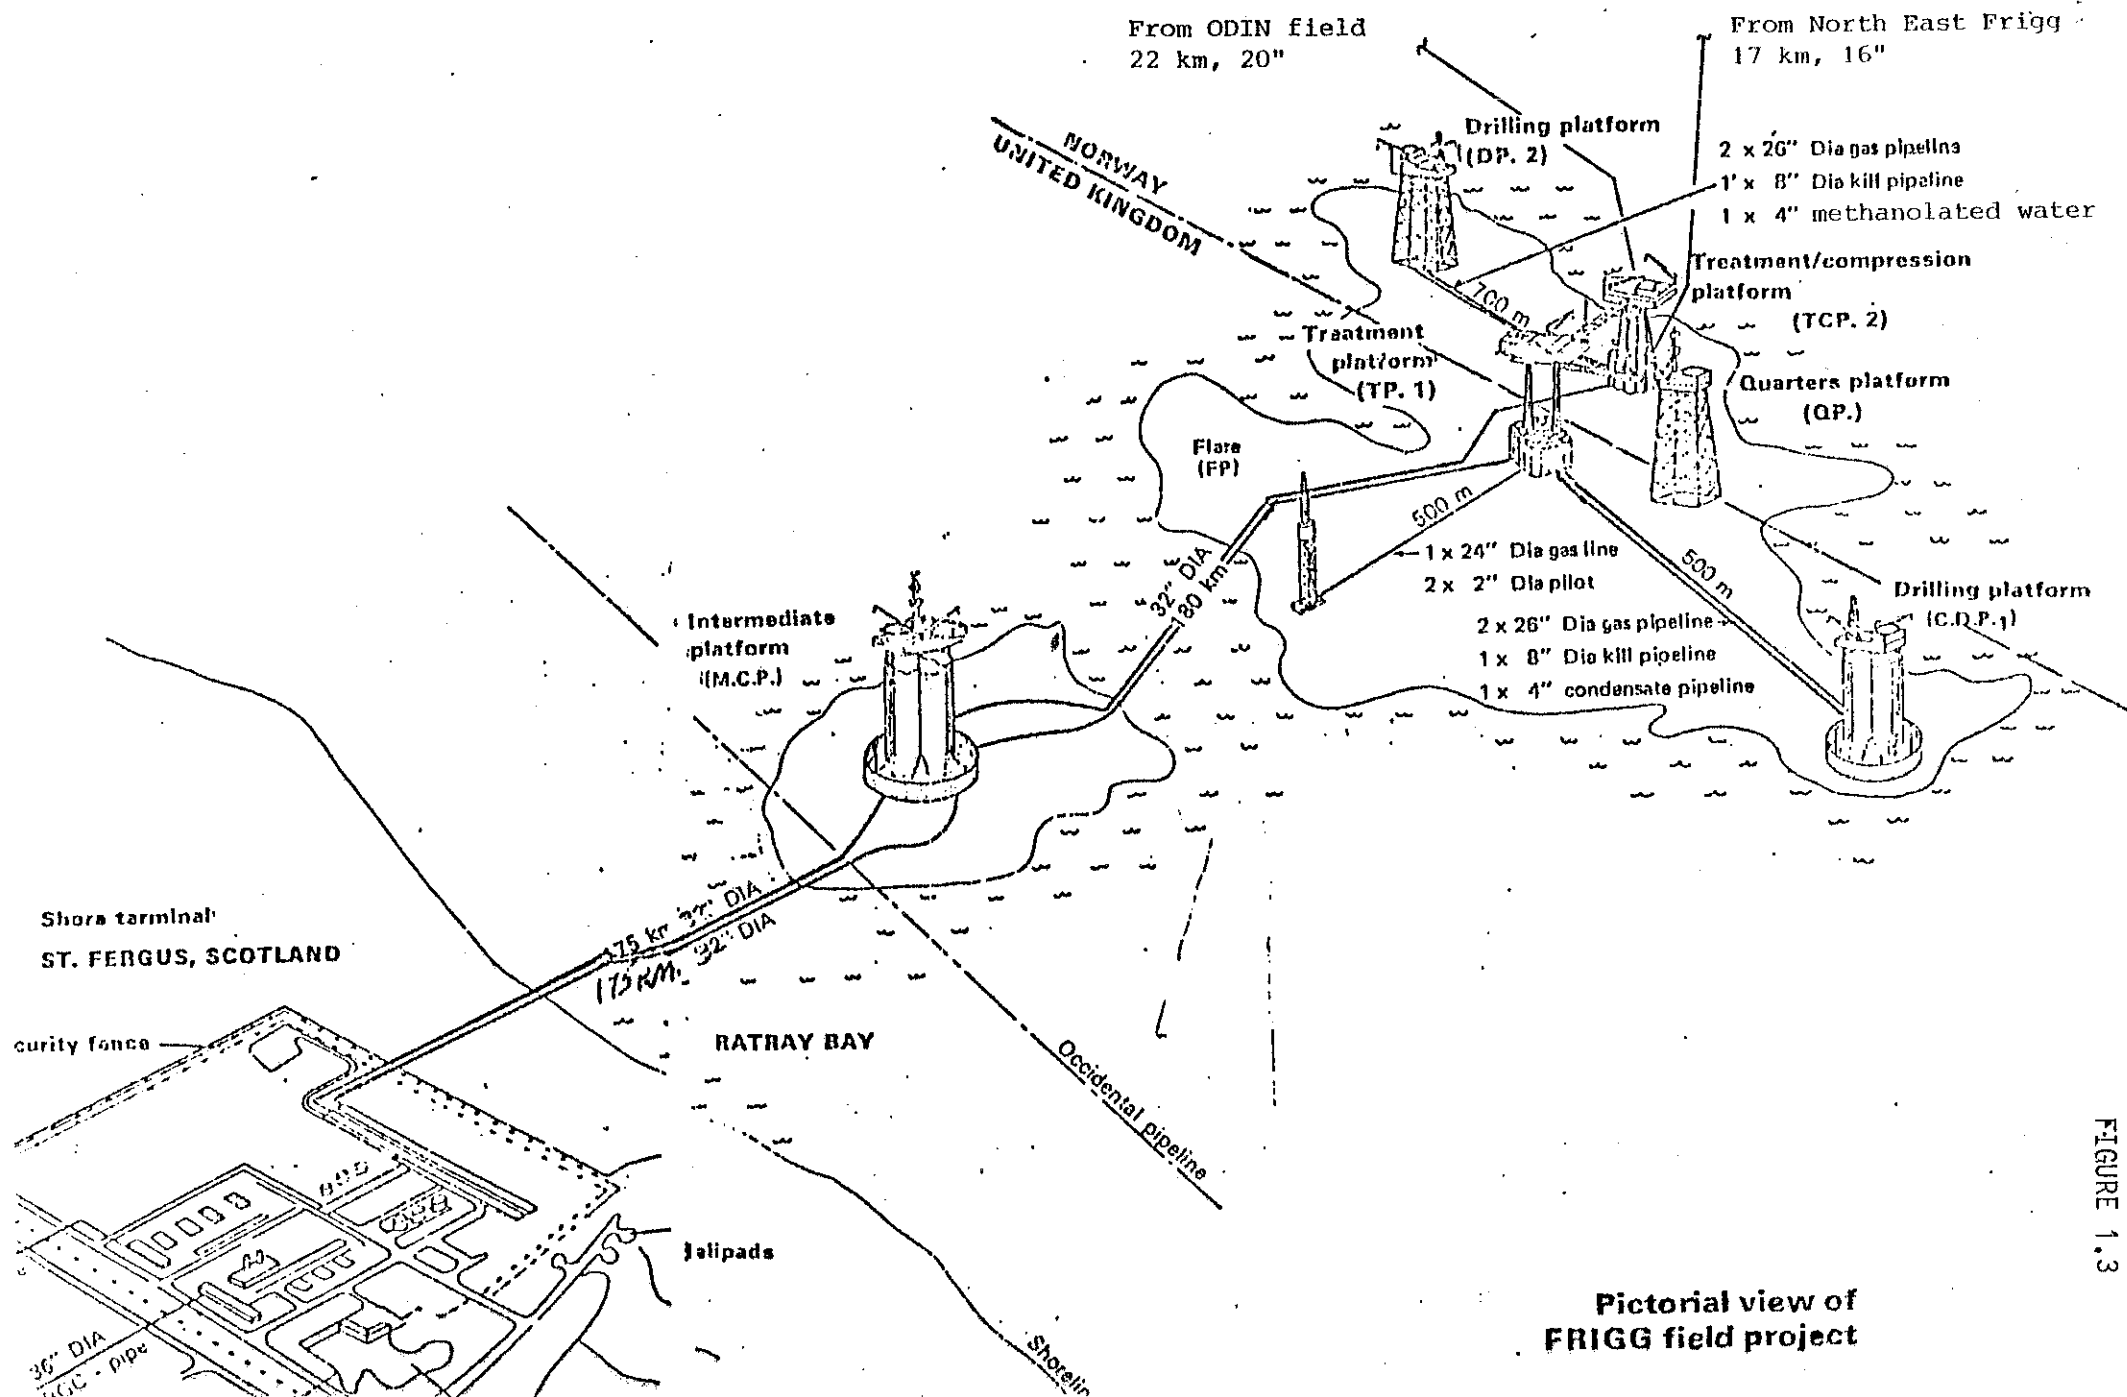 From ODIN field
22 km, 20"
From North East Frigg
17 km, 16"
NORWAY
UNITED KINGDOM
Drilling platform
(DP. 2)
2 x 26" Dia gas pipeline
1 x 8" Dia kill pipeline
1 x 4" methanolated water
Treatment/compression
platform
(TCP. 2)
700 m
Treatment
platform
(TP. 1)
Quarters platform
(QP.)
Flare
(FP)
500 m
1 x 24" Dia gas line
2 x 2" Dia pilot
500 m
32" DIA
180 km
Drilling platform
(C.D.P.1)
2 x 26" Dia gas pipeline
1 x 8" Dia kill pipeline
1 x 4" condensate pipeline
Intermediate
platform
(M.C.P.)
Shore terminal
ST. FERGUS, SCOTLAND
175 km 32" DIA
175 KM. 32" DIA
curity fence
RATRAY BAY
Occidental pipeline
elipads
Shorelin
36" DIA
pipe
FIGURE 1.3
Pictorial view of
FRIGG field project